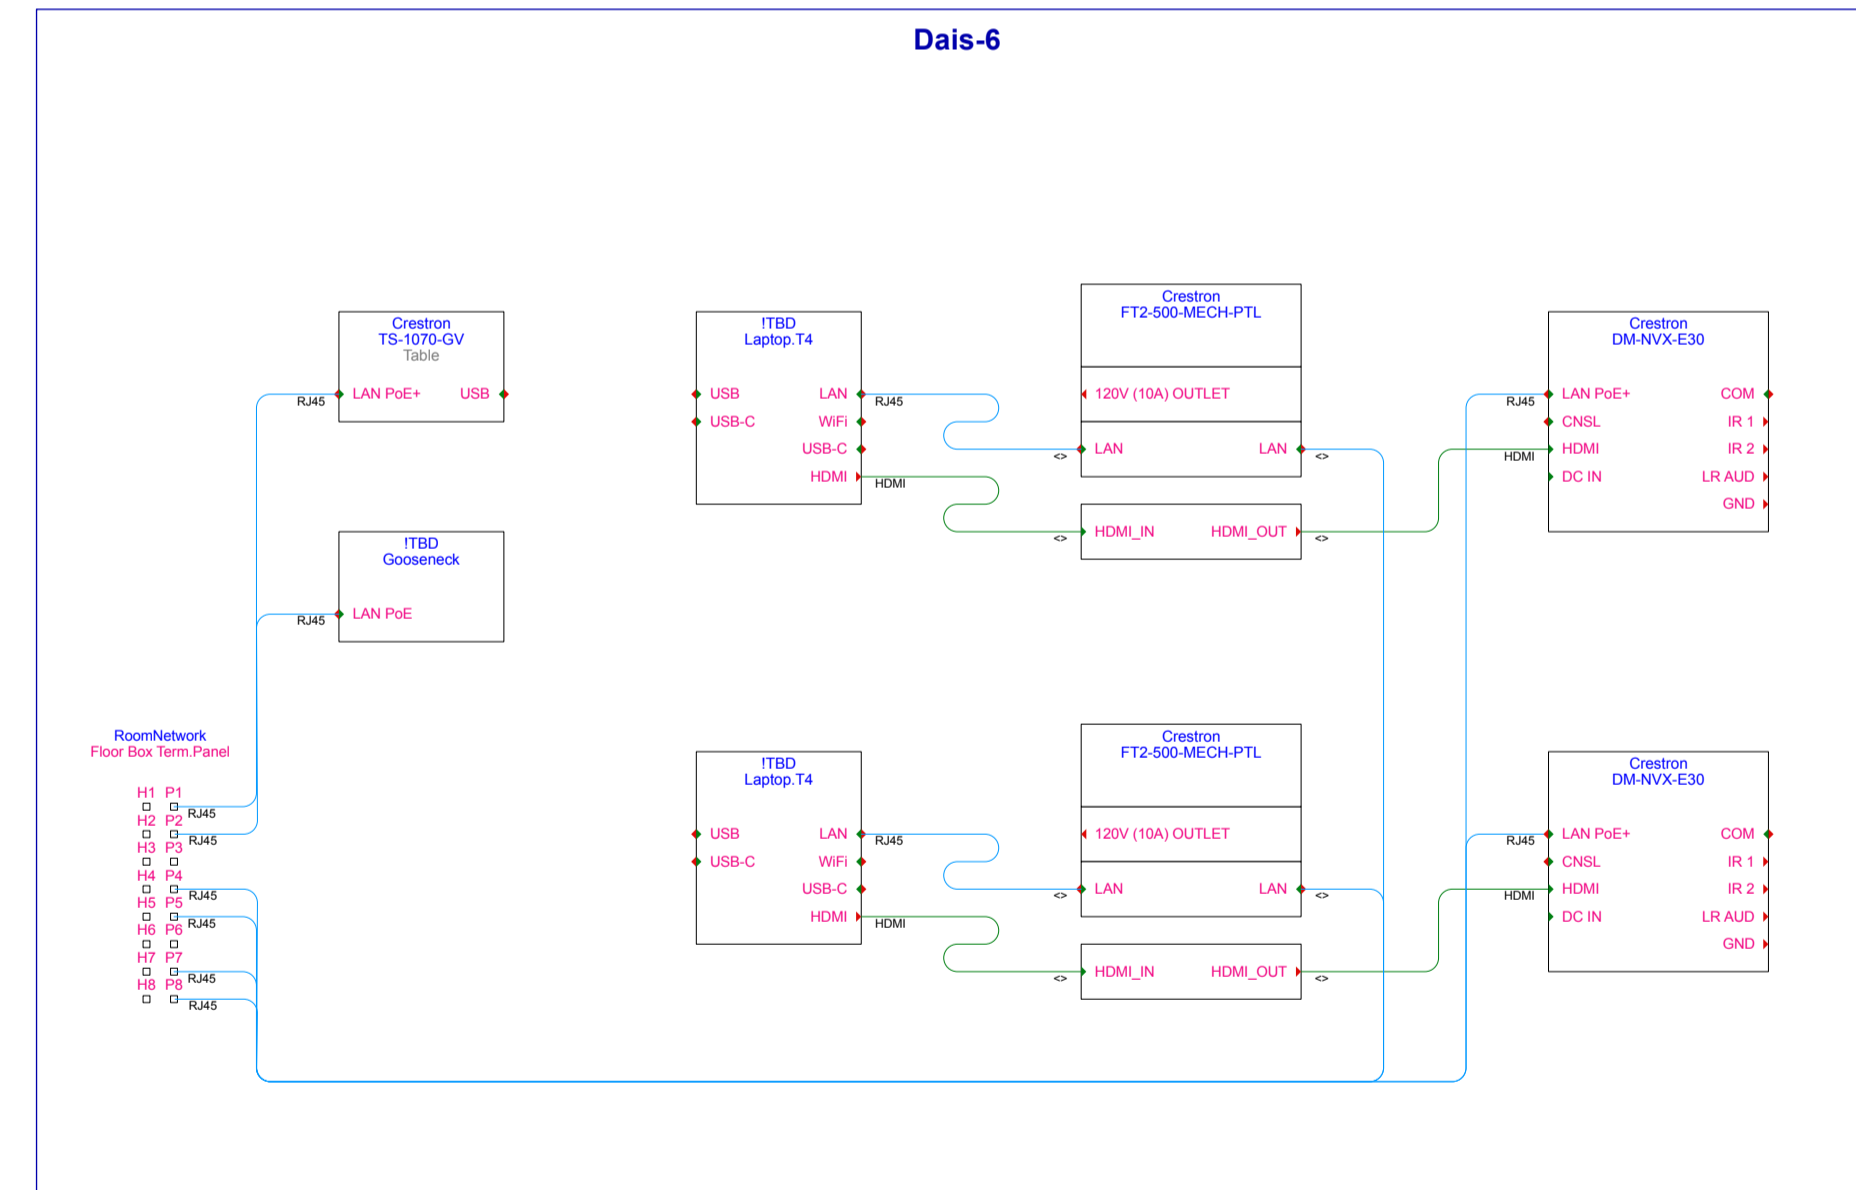 Dais-6
Crestron
TS-1070-GV
Table
LAN PoE+ USB
RJ45
!TBD
Gooseneck
LAN PoE
RJ45
RoomNetwork
Floor Box Term.Panel
H1 P1
RJ45
H2 P2
RJ45
H3 P3
H4 P4
RJ45
H5 P5
RJ45
H6 P6
H7 P7
RJ45
H8 P8
RJ45
!TBD
Laptop.T4
USB LAN
RJ45
USB-C WiFi
USB-C
HDMI
HDMI
Crestron
FT2-500-MECH-PTL
120V (10A) OUTLET
LAN LAN
<> <>
HDMI_IN HDMI_OUT
<> <>
Crestron
DM-NVX-E30
LAN PoE+ COM
RJ45
CNSL IR 1
HDMI IR 2
HDMI
DC IN LR AUD
GND
!TBD
Laptop.T4
USB LAN
RJ45
USB-C WiFi
USB-C
HDMI
HDMI
Crestron
FT2-500-MECH-PTL
120V (10A) OUTLET
LAN LAN
<> <>
HDMI_IN HDMI_OUT
<> <>
Crestron
DM-NVX-E30
LAN PoE+ COM
RJ45
CNSL IR 1
HDMI IR 2
HDMI
DC IN LR AUD
GND